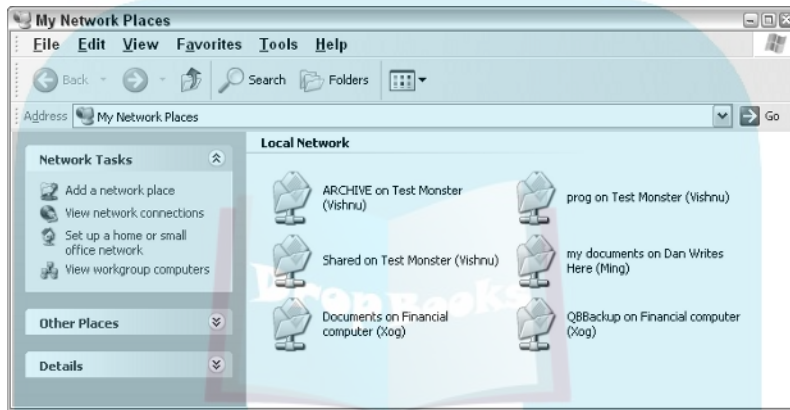 My Network Places
File Edit View Favorites Tools Help
Back Search Folders
Address My Network Places Go
Network Tasks
Add a network place
View network connections
Set up a home or small
office network
View workgroup computers
Other Places
Details
Local Network
ARCHIVE on Test Monster
(Vishnu)
prog on Test Monster (Vishnu)
Shared on Test Monster (Vishnu)
my documents on Dan Writes
Here (Ming)
Documents on Financial
computer (Xog)
QBBackup on Financial computer
(Xog)
DropBooks